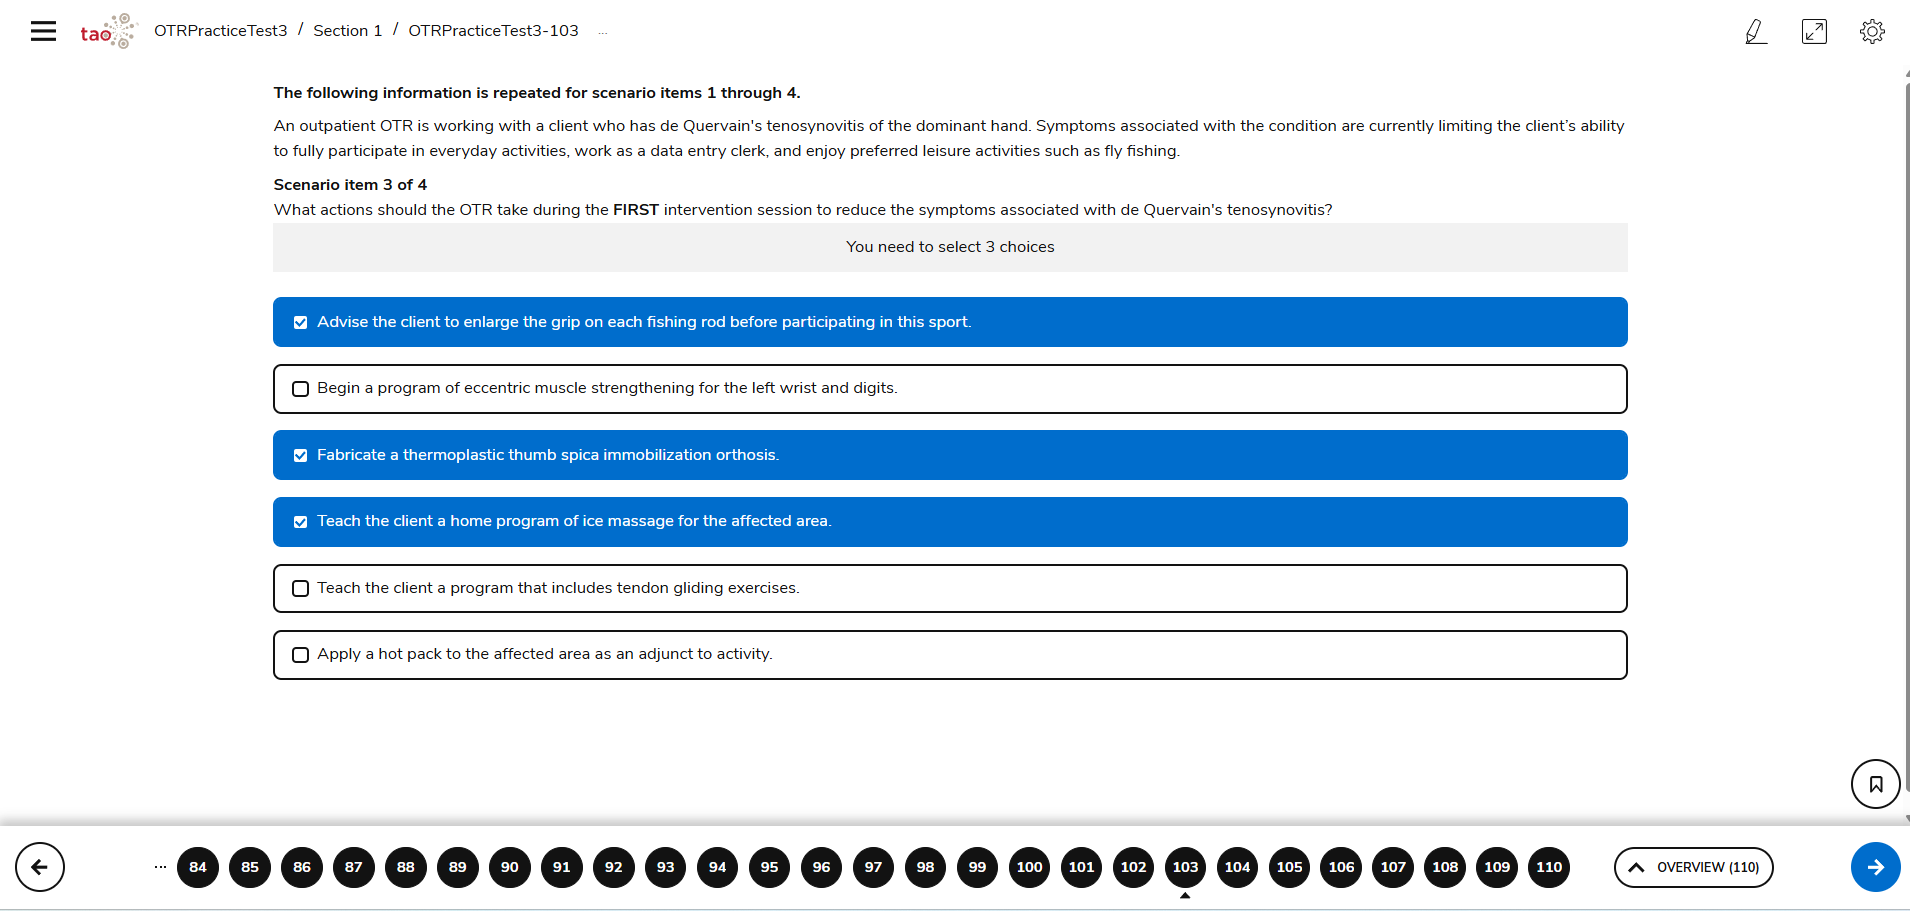 tao
OTRPracticeTest3 / Section 1 / OTRPracticeTest3-103 ...
The following information is repeated for scenario items 1 through 4.
An outpatient OTR is working with a client who has de Quervain's tenosynovitis of the dominant hand. Symptoms associated with the condition are currently limiting the client’s ability
to fully participate in everyday activities, work as a data entry clerk, and enjoy preferred leisure activities such as fly fishing.
Scenario item 3 of 4
What actions should the OTR take during the FIRST intervention session to reduce the symptoms associated with de Quervain's tenosynovitis?
You need to select 3 choices
Advise the client to enlarge the grip on each fishing rod before participating in this sport.
Begin a program of eccentric muscle strengthening for the left wrist and digits.
Fabricate a thermoplastic thumb spica immobilization orthosis.
Teach the client a home program of ice massage for the affected area.
Teach the client a program that includes tendon gliding exercises.
Apply a hot pack to the affected area as an adjunct to activity.
... 84 85 86 87 88 89 90 91 92 93 94 95 96 97 98 99 100 101 102 103 104 105 106 107 108 109 110 OVERVIEW (110)